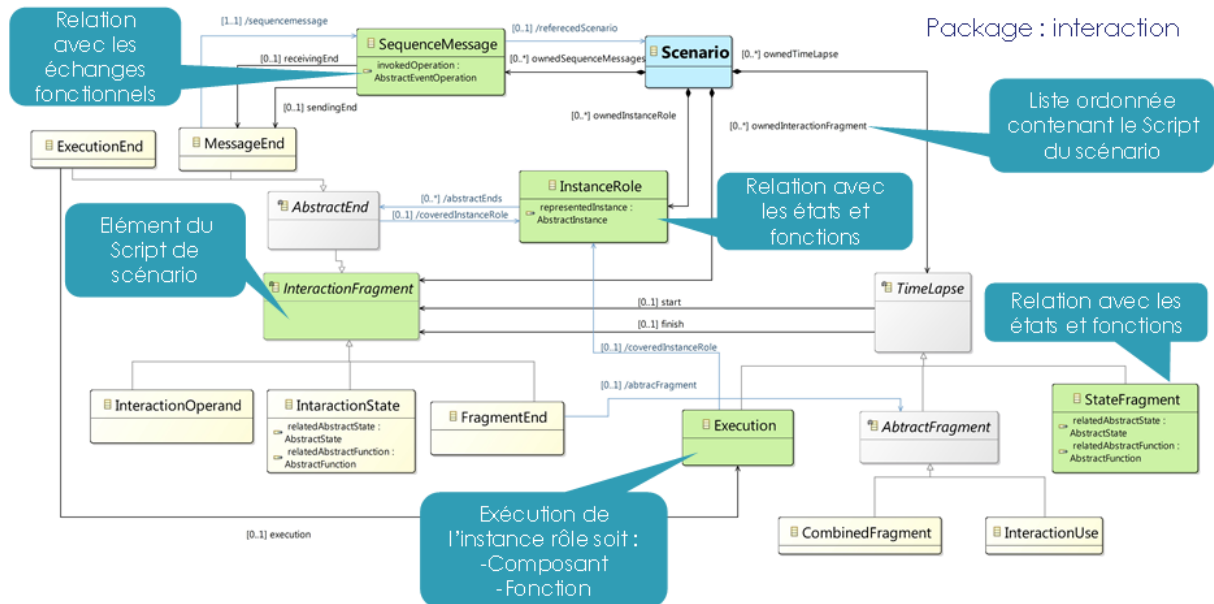 Package : interaction
Relation
avec les
échanges
fonctionnels
[1..1] /sequencemessage
SequenceMessage
invokedOperation :
AbstractEventOperation
[0..1] /referecedScenario
Scenario
[0..*] ownedTimeLapse
[0..*] ownedSequenceMessages
[0..1] receivingEnd
[0..1] sendingEnd
[0..*] ownedInstanceRole
[0..*] ownedInteractionFragment
Liste ordonnée
contenant le Script
du scénario
ExecutionEnd
MessageEnd
AbstractEnd
[0..*] /abstractEnds
[0..1] /coveredInstanceRole
InstanceRole
representedInstance :
AbstractInstance
Relation avec
les états et
fonctions
Elément du
Script de
scénario
InteractionFragment
[0..1] start
[0..1] finish
TimeLapse
Relation avec les
états et fonctions
[0..1] /coveredInstanceRole
[0..1] /abtracFragment
InteractionOperand
IntaractionState
relatedAbstractState :
AbstractState
relatedAbstractFunction :
AbstractFunction
FragmentEnd
Execution
AbtractFragment
StateFragment
relatedAbstractState :
AbstractState
relatedAbstractFunction :
AbstractFunction
[0..1] execution
Exécution de
l'instance rôle soit :
-Composant
-Fonction
CombinedFragment
InteractionUse